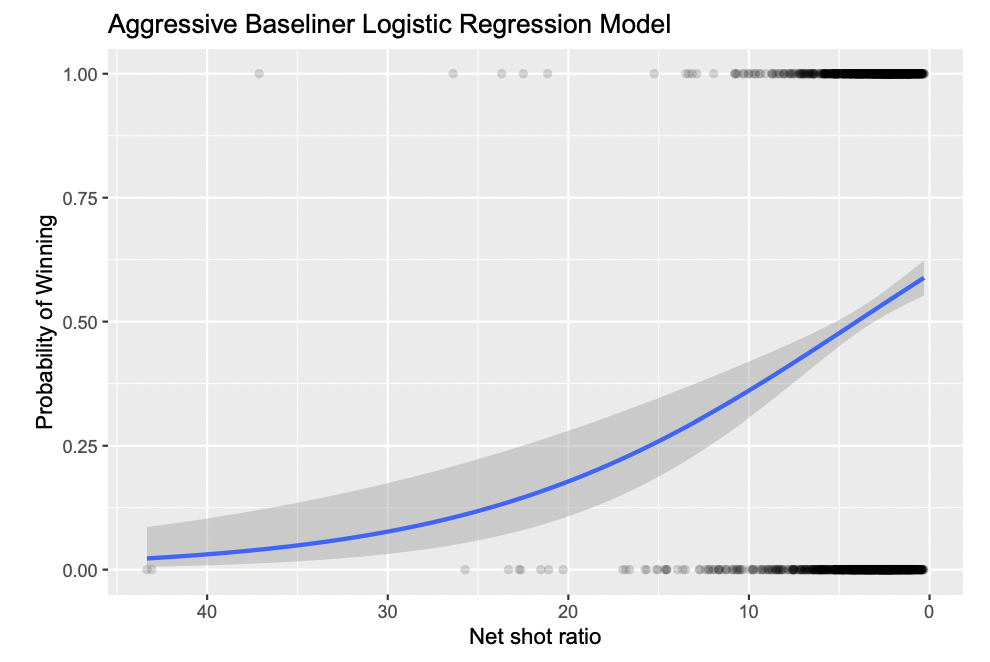 Aggressive Baseliner Logistic Regression Model
Probability of Winning
1.00
0.75
0.50
0.25
0.00
40 30 20 10 0
Net shot ratio